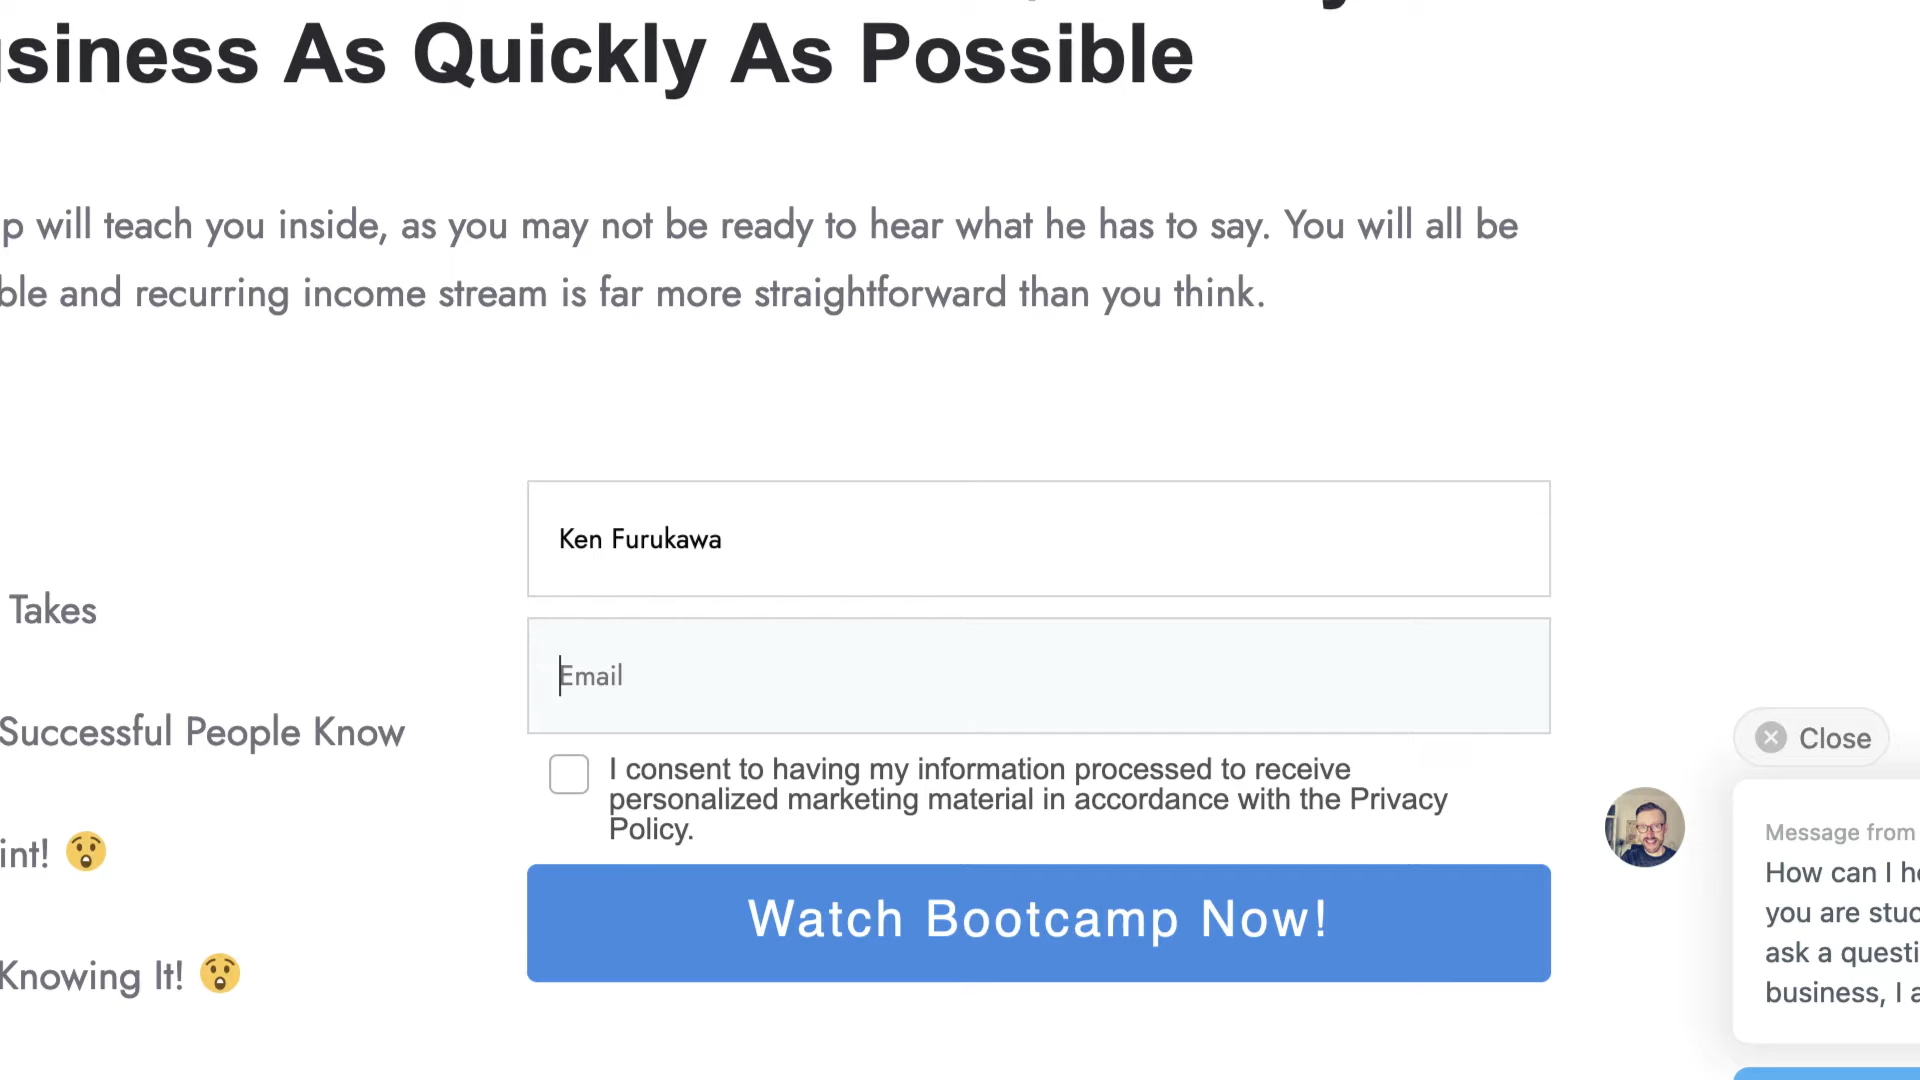 usiness As Quickly As Possible
p will teach you inside, as you may not be ready to hear what he has to say. You will all be
ble and recurring income stream is far more straightforward than you think.
Ken Furukawa
Takes
Email
Successful People Know
I consent to having my information processed to receive
personalized marketing material in accordance with the Privacy
Policy.
Close
Message from
How can I he
you are stuc
ask a questi
business, I a
int! 😲
Watch Bootcamp Now!
Knowing It! 😲